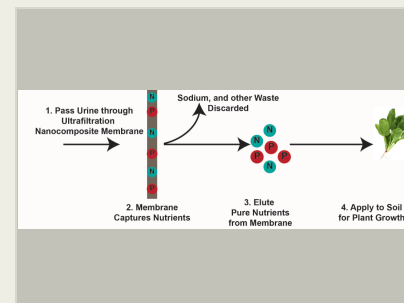 1. Pass Urine through
Ultrafiltration
Nanocomposite Membrane
Sodium, and other Waste
Discarded
N
P
N
P
N
P
N
N
P
P
P
N
2. Membrane
Captures Nutrients
3. Elute
Pure Nutrients
from Membrane
4. Apply to Soil
for Plant Growth